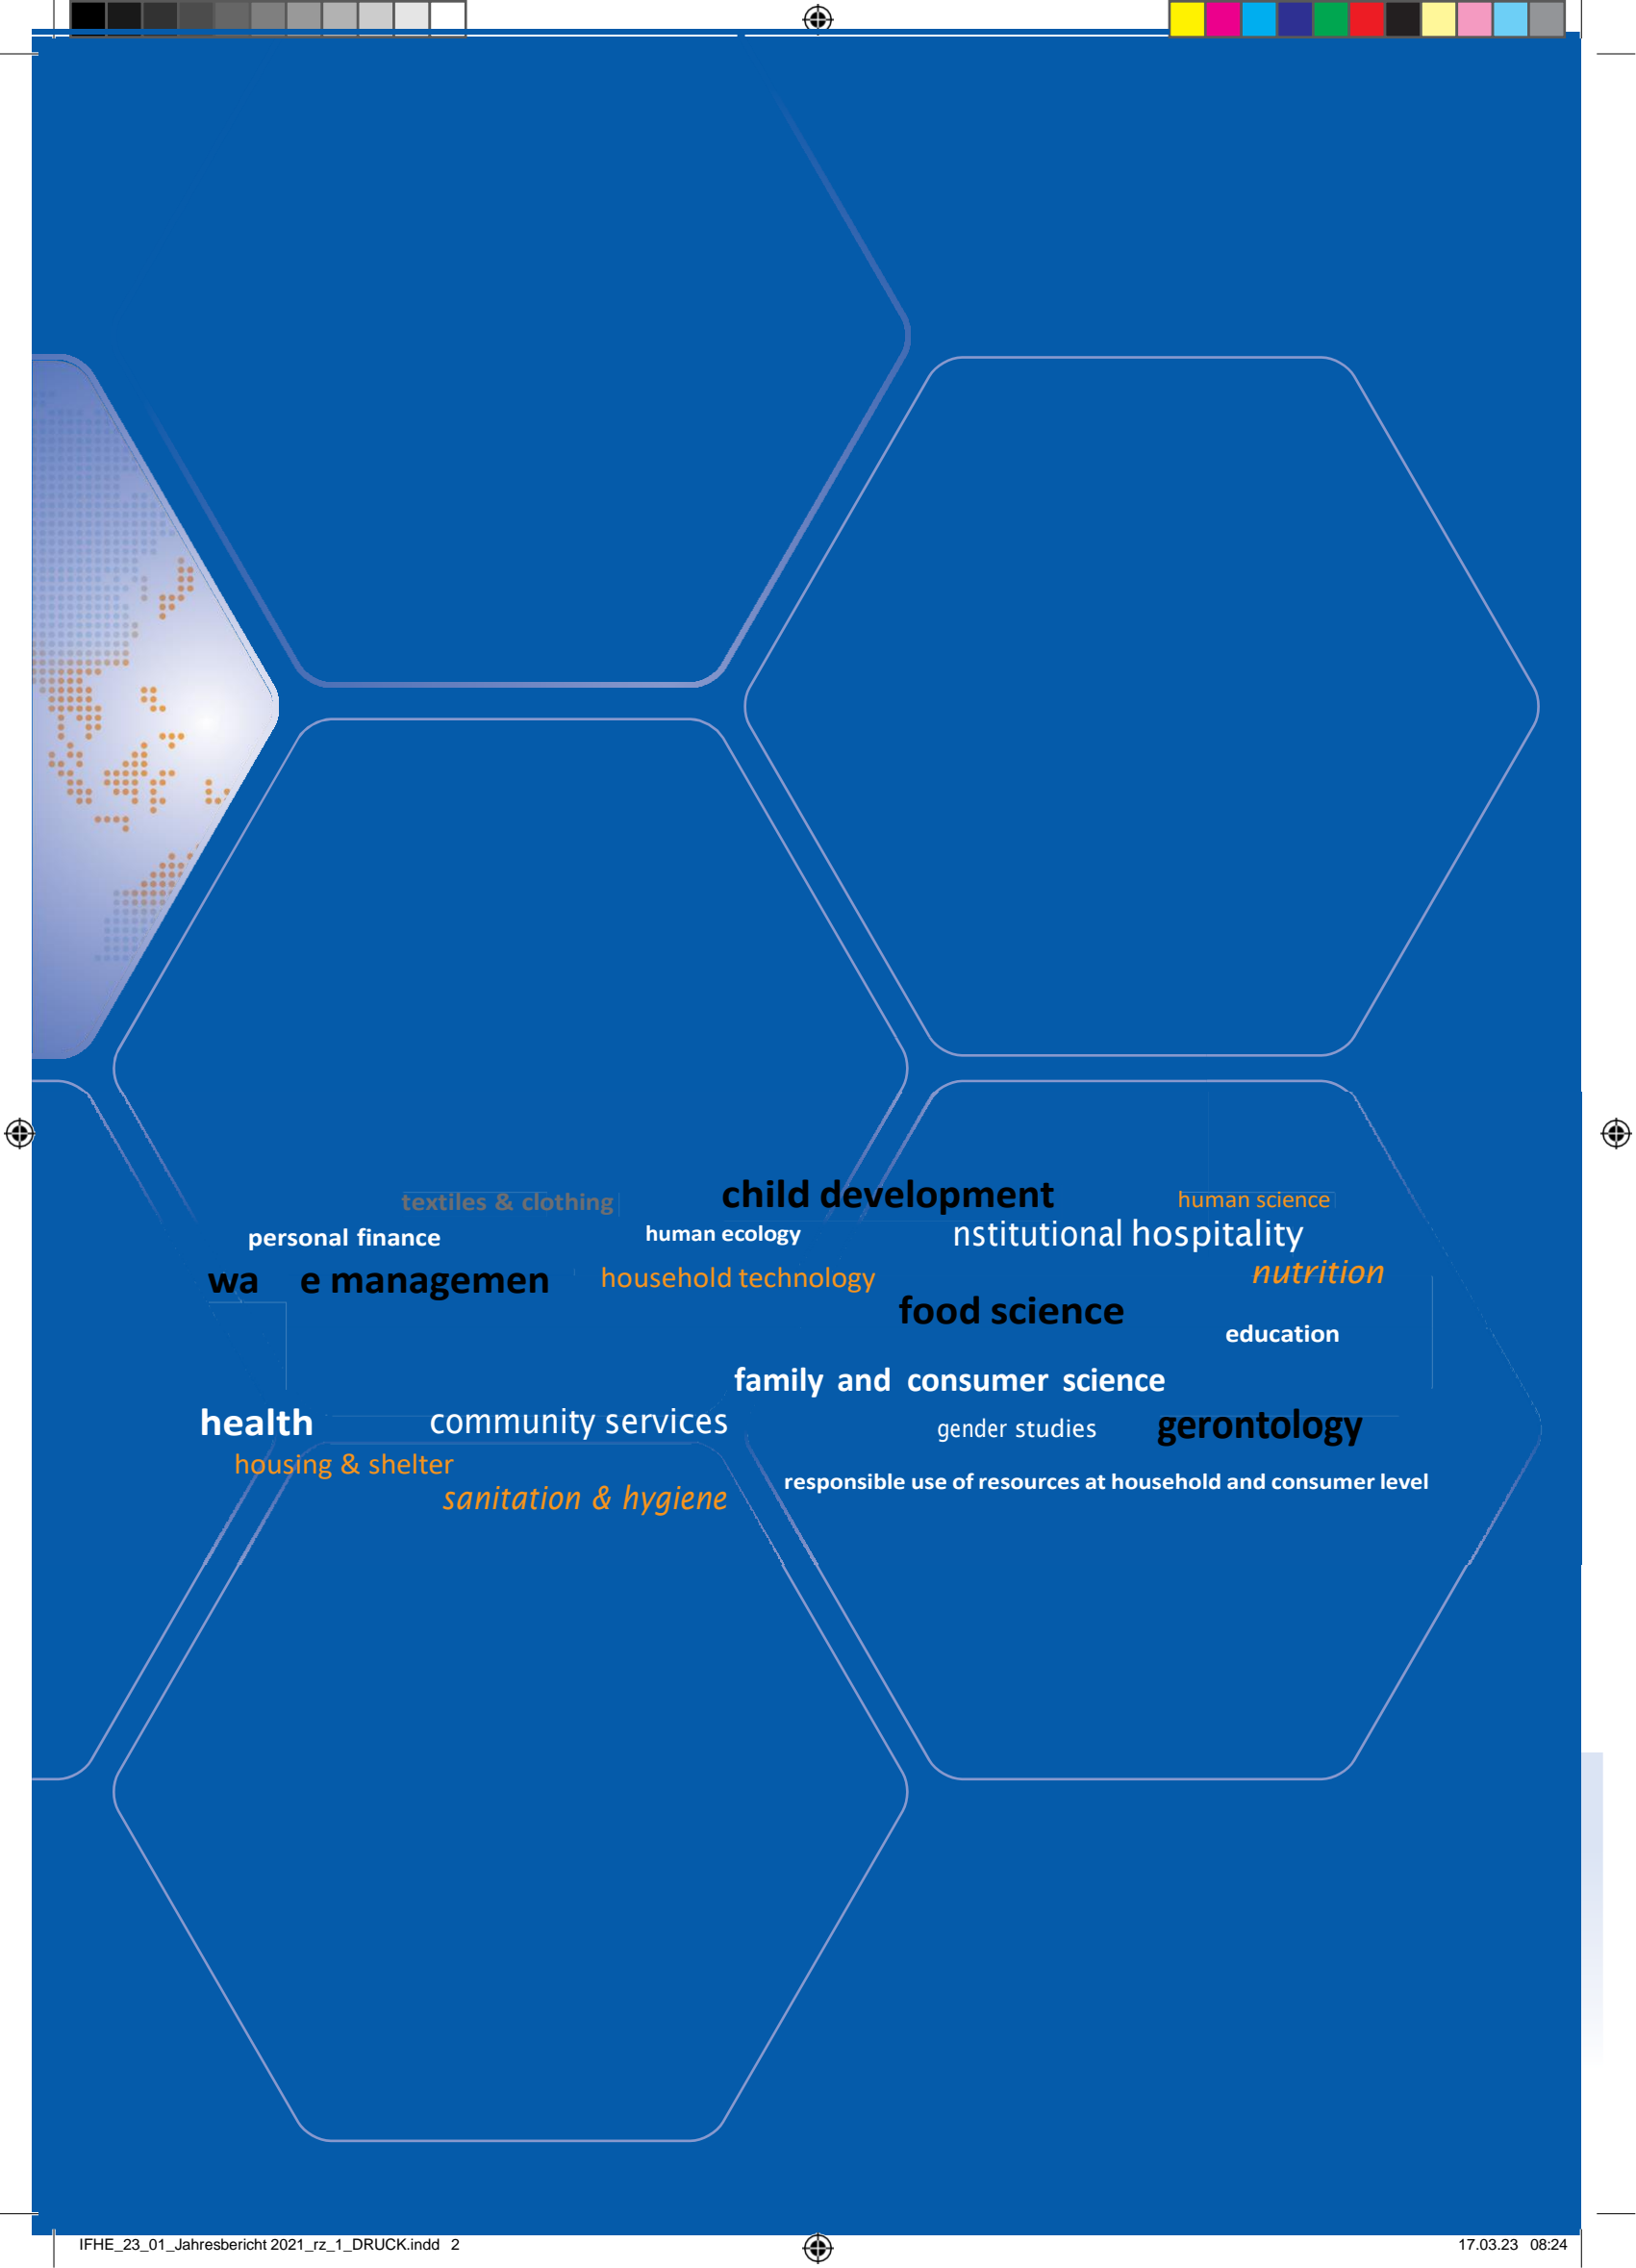 textiles & clothing child development human science
personal finance human ecology nstitutional hospitality
wa e managemen household technology nutrition
food science
education
family and consumer science
health community services gender studies gerontology
housing & shelter
sanitation & hygiene responsible use of resources at household and consumer level
IFHE_23_01_Jahresbericht 2021_rz_1_DRUCK.indd 2 17.03.23 08:24